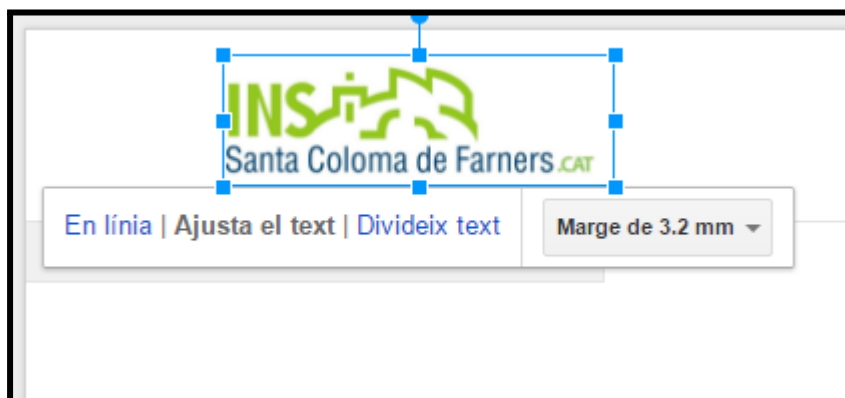 INS
Santa Coloma de Farners.CAT
En línia | Ajusta el text | Divideix text
Marge de 3.2 mm